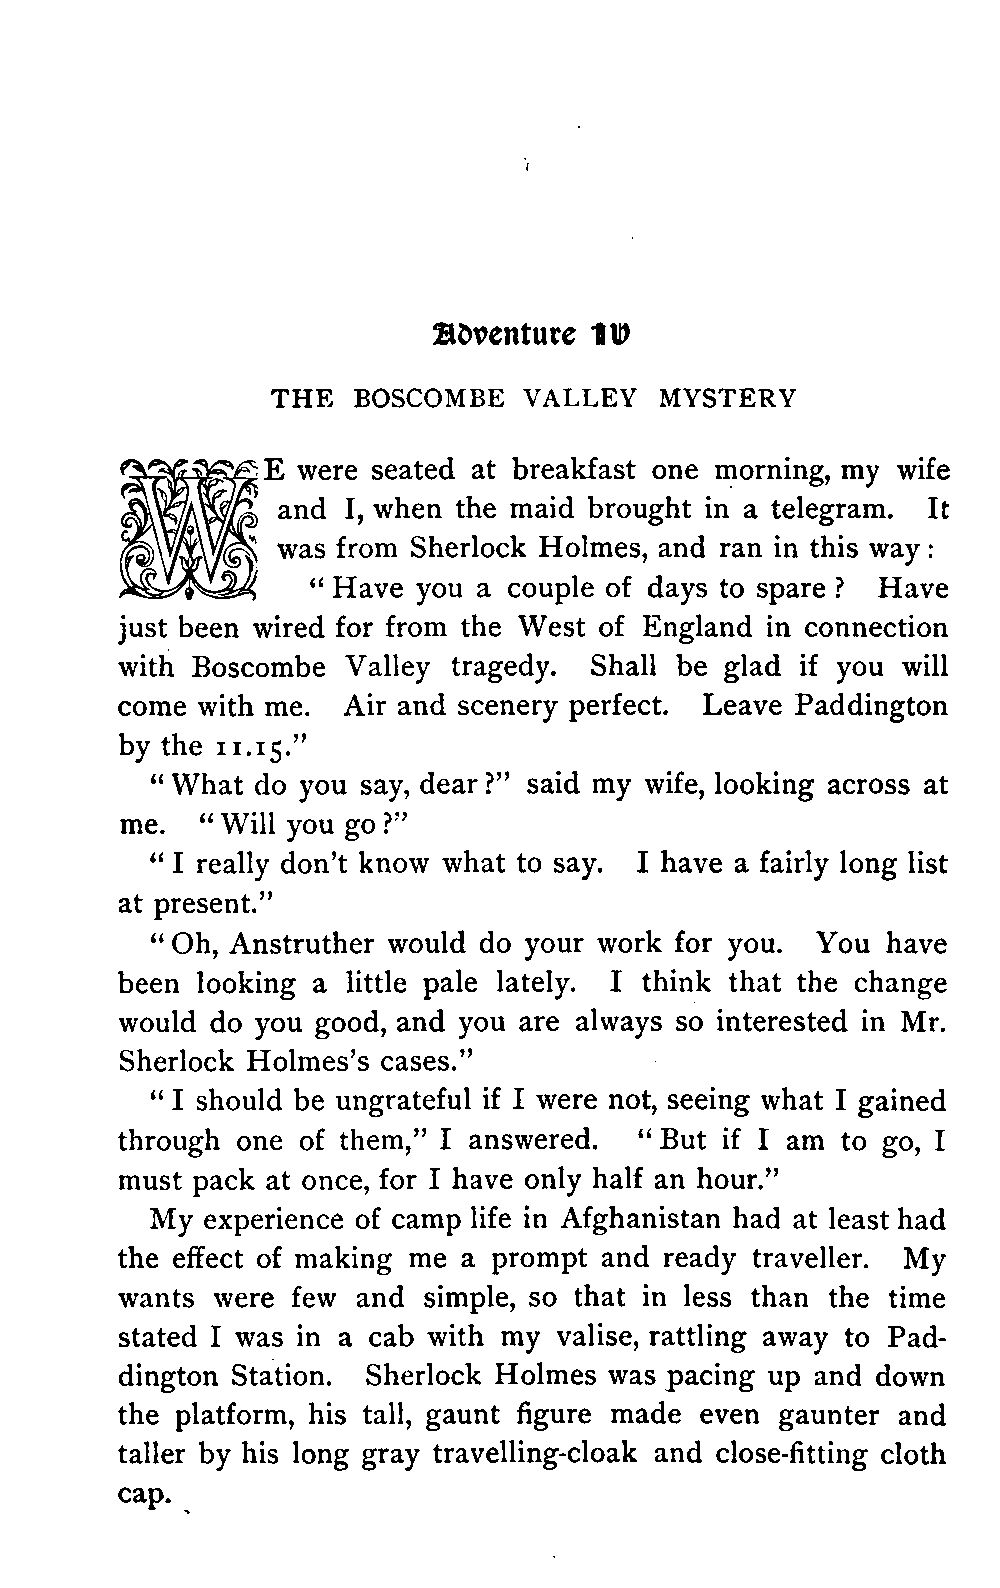 Adventure IV
THE BOSCOMBE VALLEY MYSTERY
WE were seated at breakfast one morning, my wife
and I, when the maid brought in a telegram. It
was from Sherlock Holmes, and ran in this way:
"Have you a couple of days to spare? Have
just been wired for from the West of England in connection
with Boscombe Valley tragedy. Shall be glad if you will
come with me. Air and scenery perfect. Leave Paddington
by the 11.15."
"What do you say, dear?" said my wife, looking across at
me. "Will you go?"
"I really don't know what to say. I have a fairly long list
at present."
"Oh, Anstruther would do your work for you. You have
been looking a little pale lately. I think that the change
would do you good, and you are always so interested in Mr.
Sherlock Holmes's cases."
"I should be ungrateful if I were not, seeing what I gained
through one of them," I answered. "But if I am to go, I
must pack at once, for I have only half an hour."
My experience of camp life in Afghanistan had at least had
the effect of making me a prompt and ready traveller. My
wants were few and simple, so that in less than the time
stated I was in a cab with my valise, rattling away to Pad-
dington Station. Sherlock Holmes was pacing up and down
the platform, his tall, gaunt figure made even gaunter and
taller by his long gray travelling-cloak and close-fitting cloth
cap.